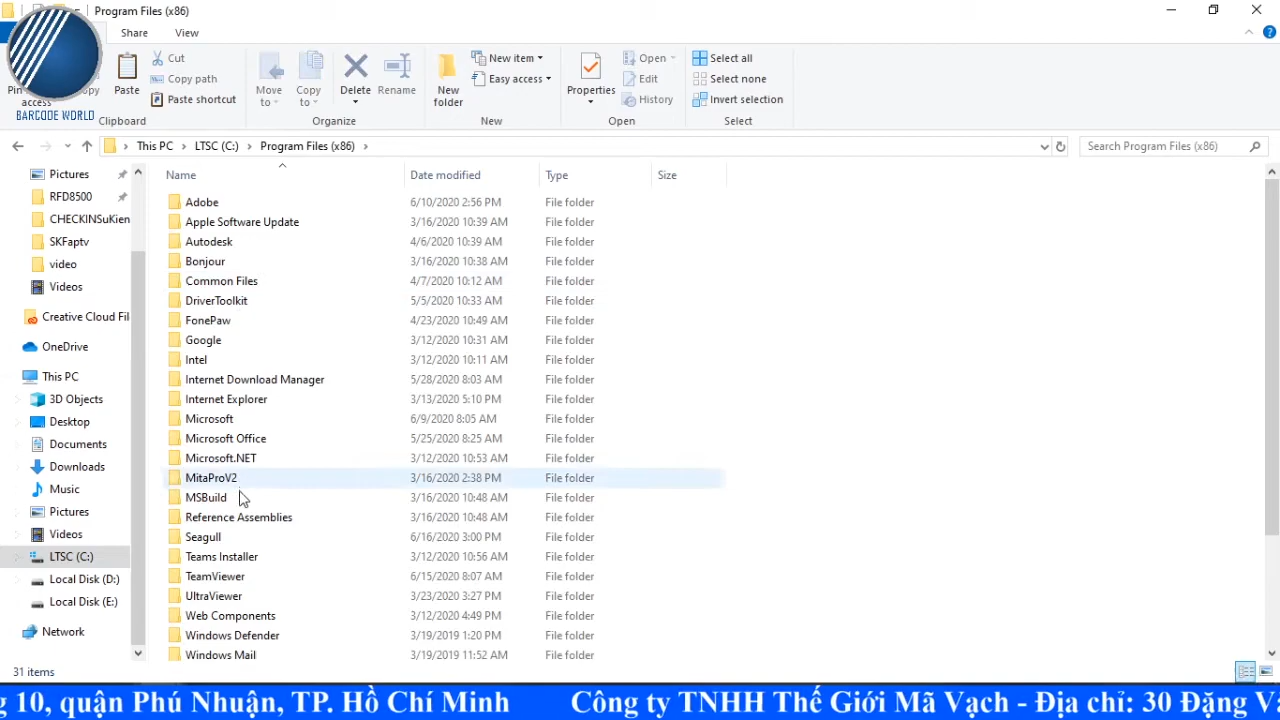 Program Files (x86)
Share View
Pin
access
Copy
Paste
Cut
Copy path
Paste shortcut
Clipboard
Move to
Copy to
Delete
Rename
Organize
New folder
New item
Easy access
New
Properties
Open
Edit
History
Open
Select all
Select none
Invert selection
Select
BARCODE WORLD
This PC LTSC (C:) Program Files (x86)
Search Program Files (x86)
Pictures
RFD8500
CHECKINSuKien
SKFaptv
video
Videos
Creative Cloud Fil
OneDrive
This PC
3D Objects
Desktop
Documents
Downloads
Music
Pictures
Videos
LTSC (C:)
Local Disk (D:)
Local Disk (E:)
Network
Name Date modified Type Size
Adobe 6/10/2020 2:56 PM File folder
Apple Software Update 3/16/2020 10:39 AM File folder
Autodesk 4/6/2020 10:39 AM File folder
Bonjour 3/16/2020 10:38 AM File folder
Common Files 4/7/2020 10:12 AM File folder
DriverToolkit 5/5/2020 10:33 AM File folder
FonePaw 4/23/2020 10:49 AM File folder
Google 3/12/2020 10:31 AM File folder
Intel 3/12/2020 10:11 AM File folder
Internet Download Manager 5/28/2020 8:03 AM File folder
Internet Explorer 3/13/2020 5:10 PM File folder
Microsoft 6/9/2020 8:05 AM File folder
Microsoft Office 5/25/2020 8:25 AM File folder
Microsoft.NET 3/12/2020 10:53 AM File folder
MitaProV2 3/16/2020 2:38 PM File folder
MSBuild 3/16/2020 10:48 AM File folder
Reference Assemblies 3/16/2020 10:48 AM File folder
Seagull 6/16/2020 3:00 PM File folder
Teams Installer 3/12/2020 10:56 AM File folder
TeamViewer 6/15/2020 8:07 AM File folder
UltraViewer 3/23/2020 3:27 PM File folder
Web Components 3/12/2020 4:49 PM File folder
Windows Defender 3/19/2019 1:20 PM File folder
Windows Mail 3/19/2019 11:52 AM File folder
31 items
g 10, quận Phú Nhuận, TP. Hồ Chí Minh Công ty TNHH Thế Giới Mã Vạch - Địa chỉ: 30 Đặng Vă